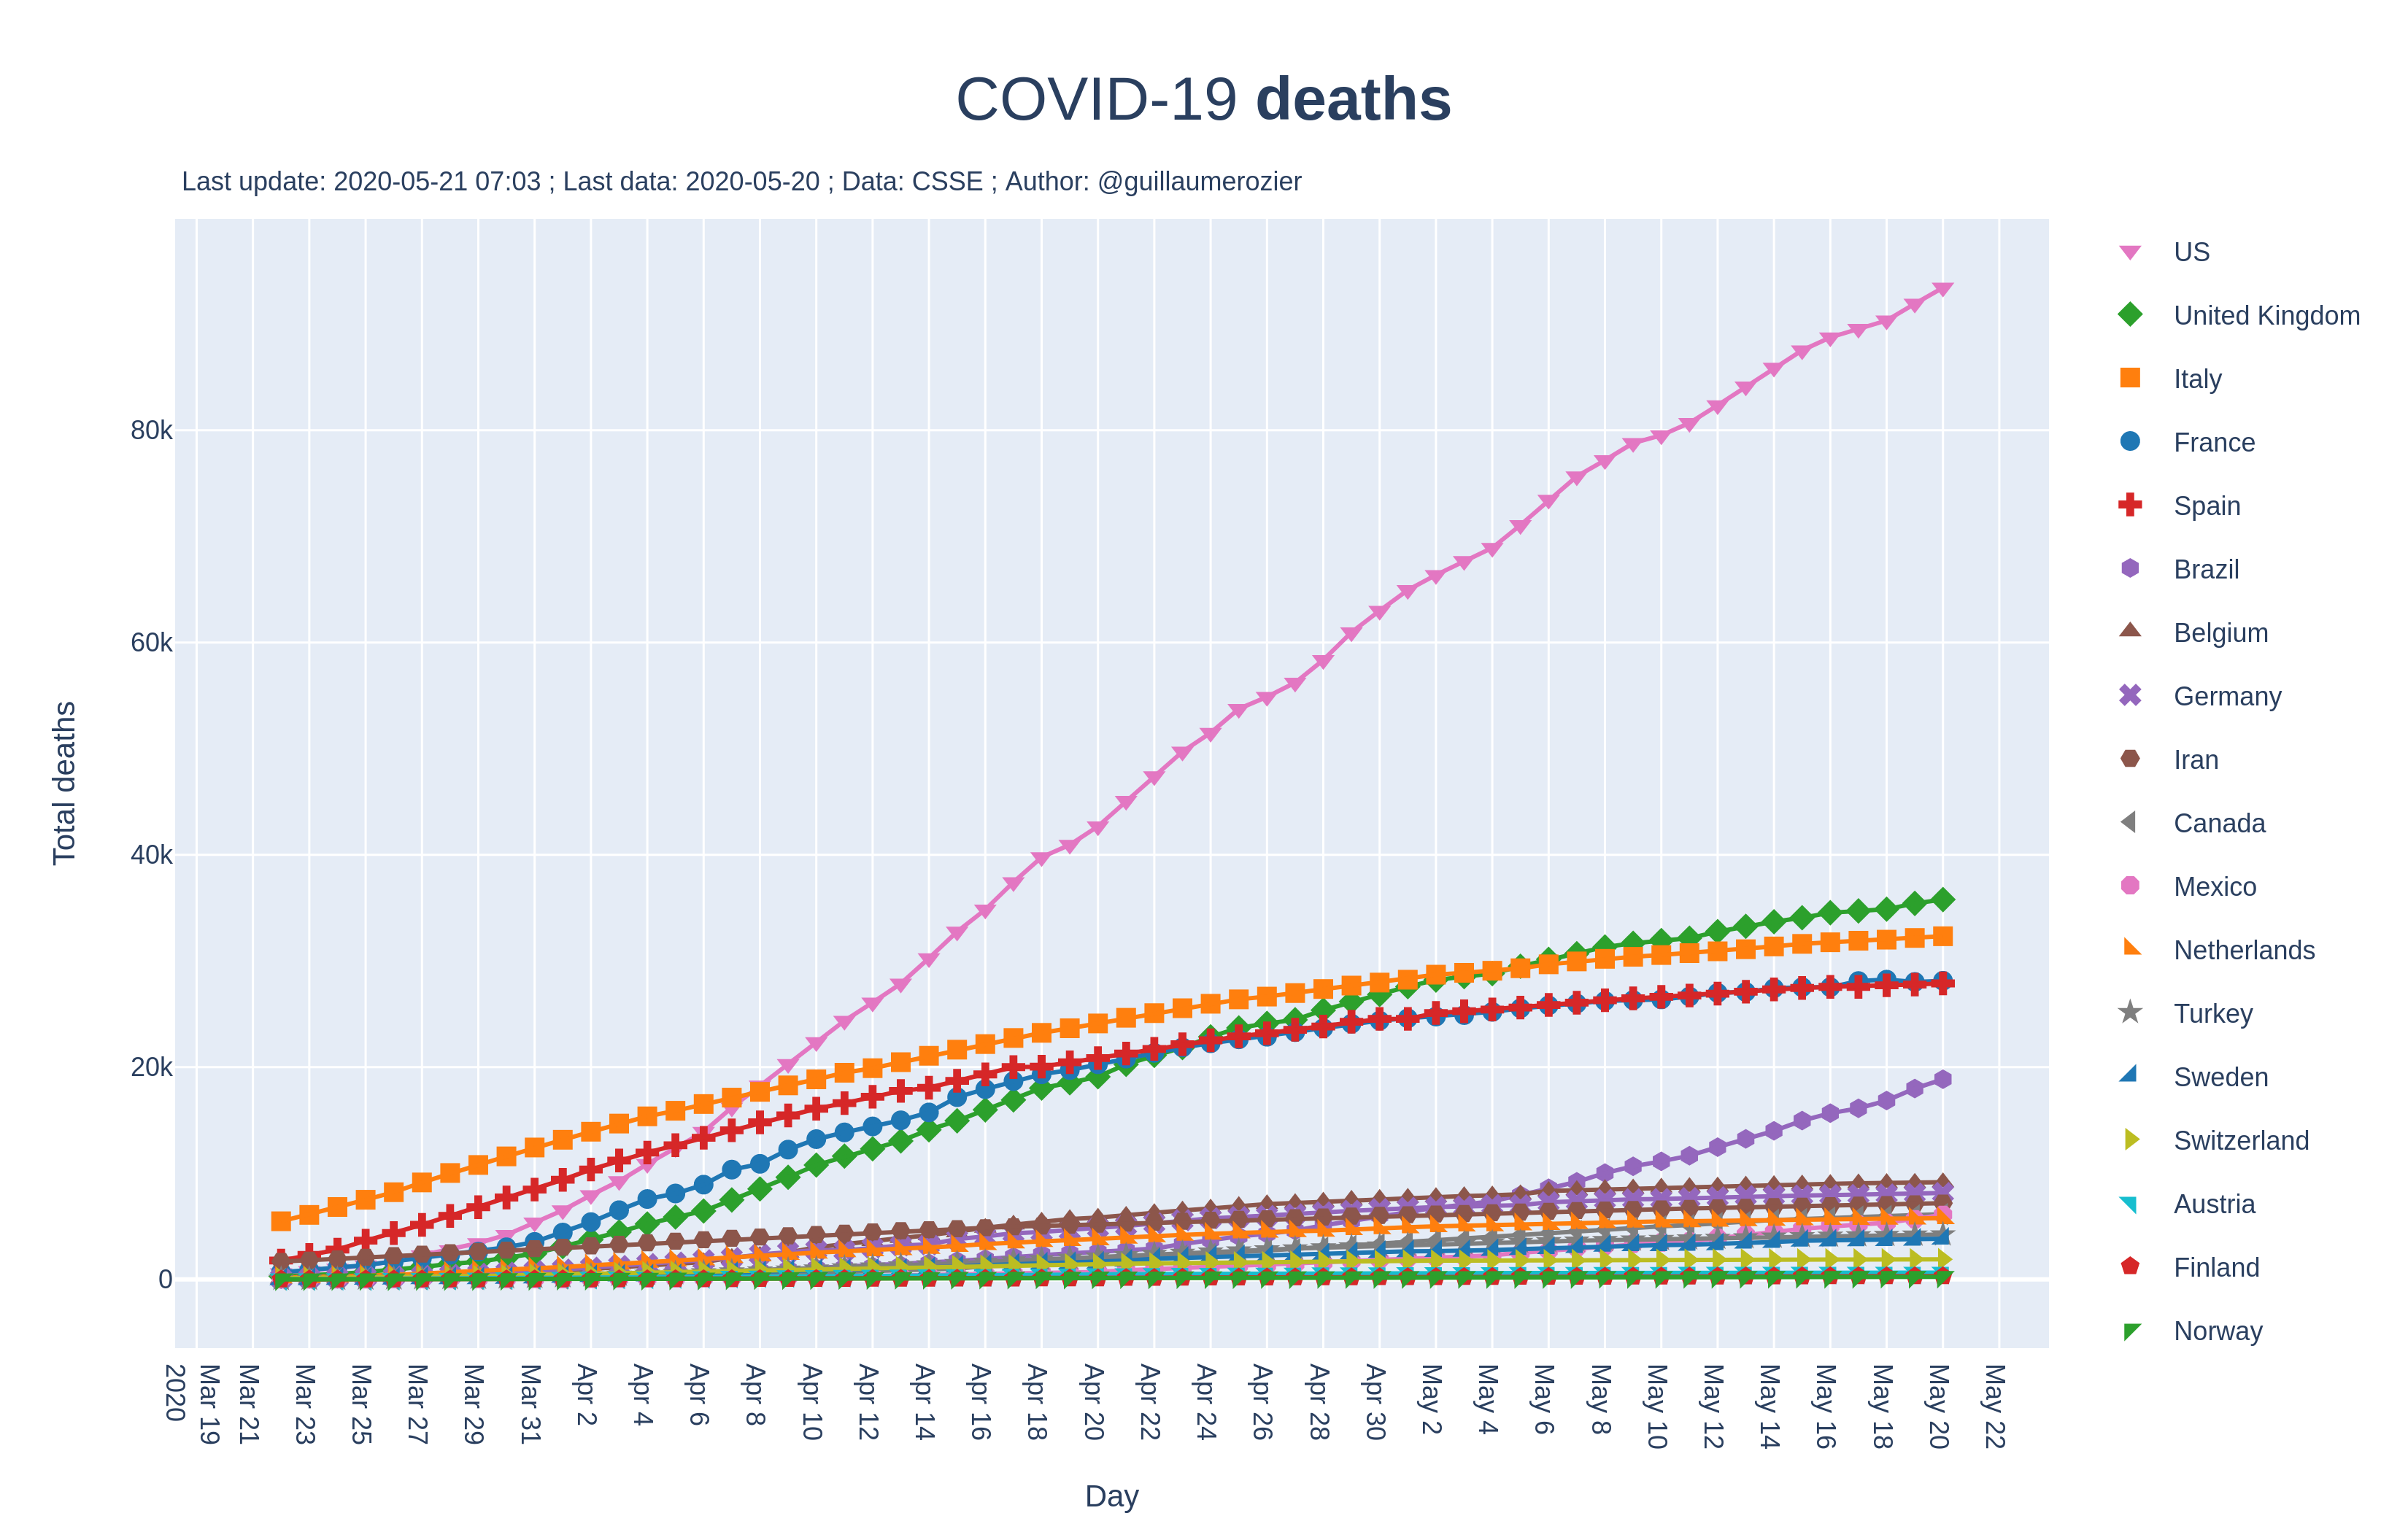 COVID-19 deaths
Last update: 2020-05-21 07:03 ; Last data: 2020-05-20 ; Data: CSSE ; Author: @guillaumerozier
Total deaths
80k
60k
40k
20k
0
Mar 19
2020
Mar 21
Mar 23
Mar 25
Mar 27
Mar 29
Mar 31
Apr 2
Apr 4
Apr 6
Apr 8
Apr 10
Apr 12
Apr 14
Apr 16
Apr 18
Apr 20
Apr 22
Apr 24
Apr 26
Apr 28
Apr 30
May 2
May 4
May 6
May 8
May 10
May 12
May 14
May 16
May 18
May 20
May 22
Day
US
United Kingdom
Italy
France
Spain
Brazil
Belgium
Germany
Iran
Canada
Mexico
Netherlands
Turkey
Sweden
Switzerland
Austria
Finland
Norway